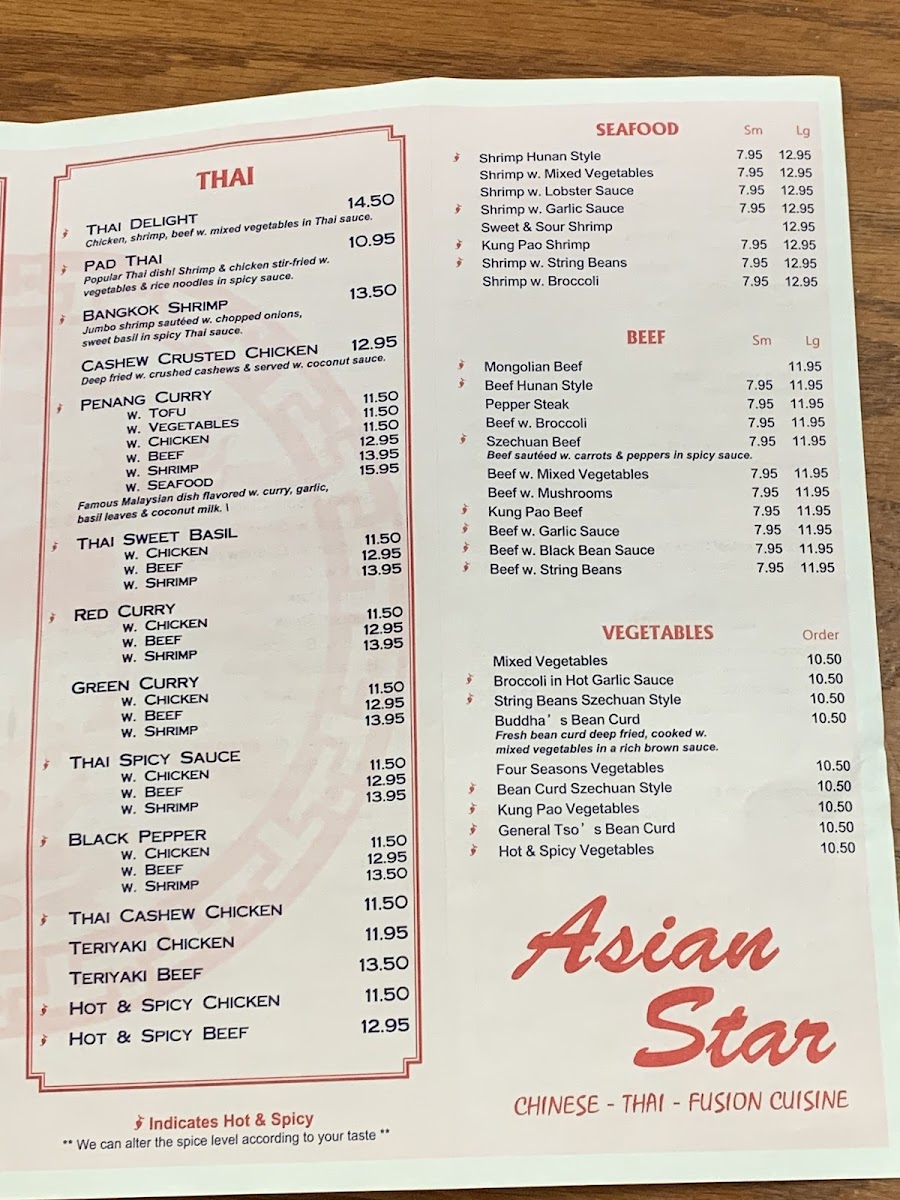 THAI
THAI DELIGHT 14.50
Chicken, shrimp, beef w. mixed vegetables in Thai sauce.
PAD THAI 10.95
Popular Thai dish! Shrimp & chicken stir-fried w.
vegetables & rice noodles in spicy sauce.
BANGKOK SHRIMP 13.50
Jumbo shrimp sautéed w. chopped onions,
sweet basil in spicy Thai sauce.
CASHEW CRUSTED CHICKEN 12.95
Deep fried w. crushed cashews & served w. coconut sauce.
PENANG CURRY
W. TOFU 11.50
W. VEGETABLES 11.50
W. CHICKEN 11.50
W. BEEF 12.95
W. SHRIMP 13.95
W. SEAFOOD 15.95
Famous Malaysian dish flavored w. curry, garlic,
basil leaves & coconut milk. \
THAI SWEET BASIL
W. CHICKEN 11.50
W. BEEF 12.95
W. SHRIMP 13.95
RED CURRY
W. CHICKEN 11.50
W. BEEF 12.95
W. SHRIMP 13.95
GREEN CURRY
W. CHICKEN 11.50
W. BEEF 12.95
W. SHRIMP 13.95
THAI SPICY SAUCE
W. CHICKEN 11.50
W. BEEF 12.95
W. SHRIMP 13.95
BLACK PEPPER
W. CHICKEN 11.50
W. BEEF 12.95
W. SHRIMP 13.50
THAI CASHEW CHICKEN 11.50
TERIYAKI CHICKEN 11.95
TERIYAKI BEEF 13.50
HOT & SPICY CHICKEN 11.50
HOT & SPICY BEEF 12.95
Indicates Hot & Spicy
** We can alter the spice level according to your taste **
SEAFOOD Sm Lg
Shrimp Hunan Style 7.95 12.95
Shrimp w. Mixed Vegetables 7.95 12.95
Shrimp w. Lobster Sauce 7.95 12.95
Shrimp w. Garlic Sauce 7.95 12.95
Sweet & Sour Shrimp 12.95
Kung Pao Shrimp 7.95 12.95
Shrimp w. String Beans 7.95 12.95
Shrimp w. Broccoli 7.95 12.95
BEEF Sm Lg
Mongolian Beef 11.95
Beef Hunan Style 7.95 11.95
Pepper Steak 7.95 11.95
Beef w. Broccoli 7.95 11.95
Szechuan Beef 7.95 11.95
Beef sautéed w. carrots & peppers in spicy sauce.
Beef w. Mixed Vegetables 7.95 11.95
Beef w. Mushrooms 7.95 11.95
Kung Pao Beef 7.95 11.95
Beef w. Garlic Sauce 7.95 11.95
Beef w. Black Bean Sauce 7.95 11.95
Beef w. String Beans 7.95 11.95
VEGETABLES Order
Mixed Vegetables 10.50
Broccoli in Hot Garlic Sauce 10.50
String Beans Szechuan Style 10.50
Buddha’s Bean Curd 10.50
Fresh bean curd deep fried, cooked w.
mixed vegetables in a rich brown sauce.
Four Seasons Vegetables 10.50
Bean Curd Szechuan Style 10.50
Kung Pao Vegetables 10.50
General Tso’s Bean Curd 10.50
Hot & Spicy Vegetables 10.50
Asian
Star
CHINESE - THAI - FUSION CUISINE